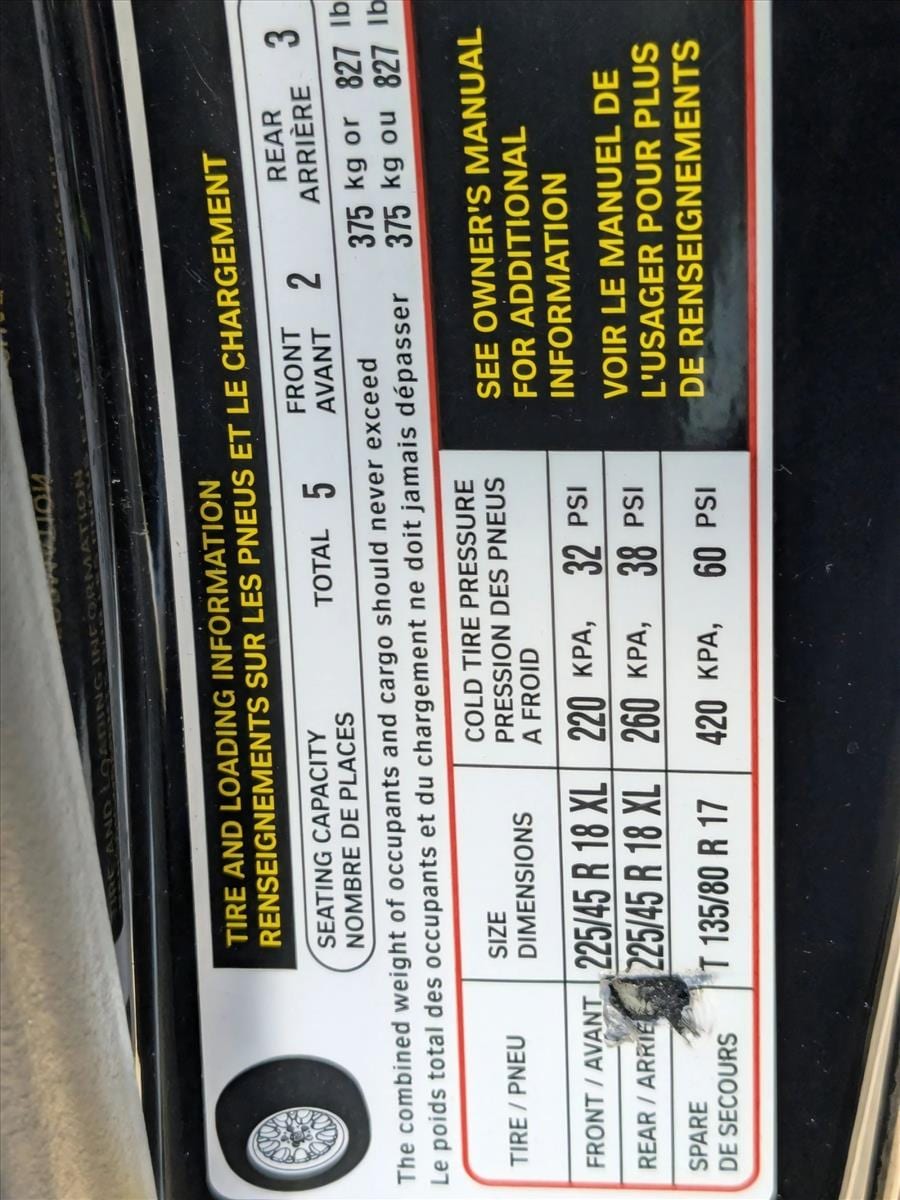 TIRE AND LOADING INFORMATION
RENSEIGNEMENTS SUR LES PNEUS ET LE CHARGEMENT
SEATING CAPACITY
NOMBRE DE PLACES
TOTAL 5
FRONT
AVANT 2
REAR
ARRIÈRE 3
The combined weight of occupants and cargo should never exceed 375 kg or 827 lb
Le poids total des occupants et du chargement ne doit jamais dépasser 375 kg ou 827 lb
TIRE / PNEU
SIZE
DIMENSIONS
COLD TIRE PRESSURE
PRESSION DES PNEUS
A FROID
FRONT / AVANT 225/45 R 18 XL 220 KPA, 32 PSI
REAR / 225/45 R 18 XL 260 KPA, 38 PSI
SPARE
DE SECOURS T 135/80 R 17 420 KPA, 60 PSI
SEE OWNER'S MANUAL
FOR ADDITIONAL
INFORMATION
VOIR LE MANUEL DE
L'USAGER POUR PLUS
DE RENSEIGNEMENTS